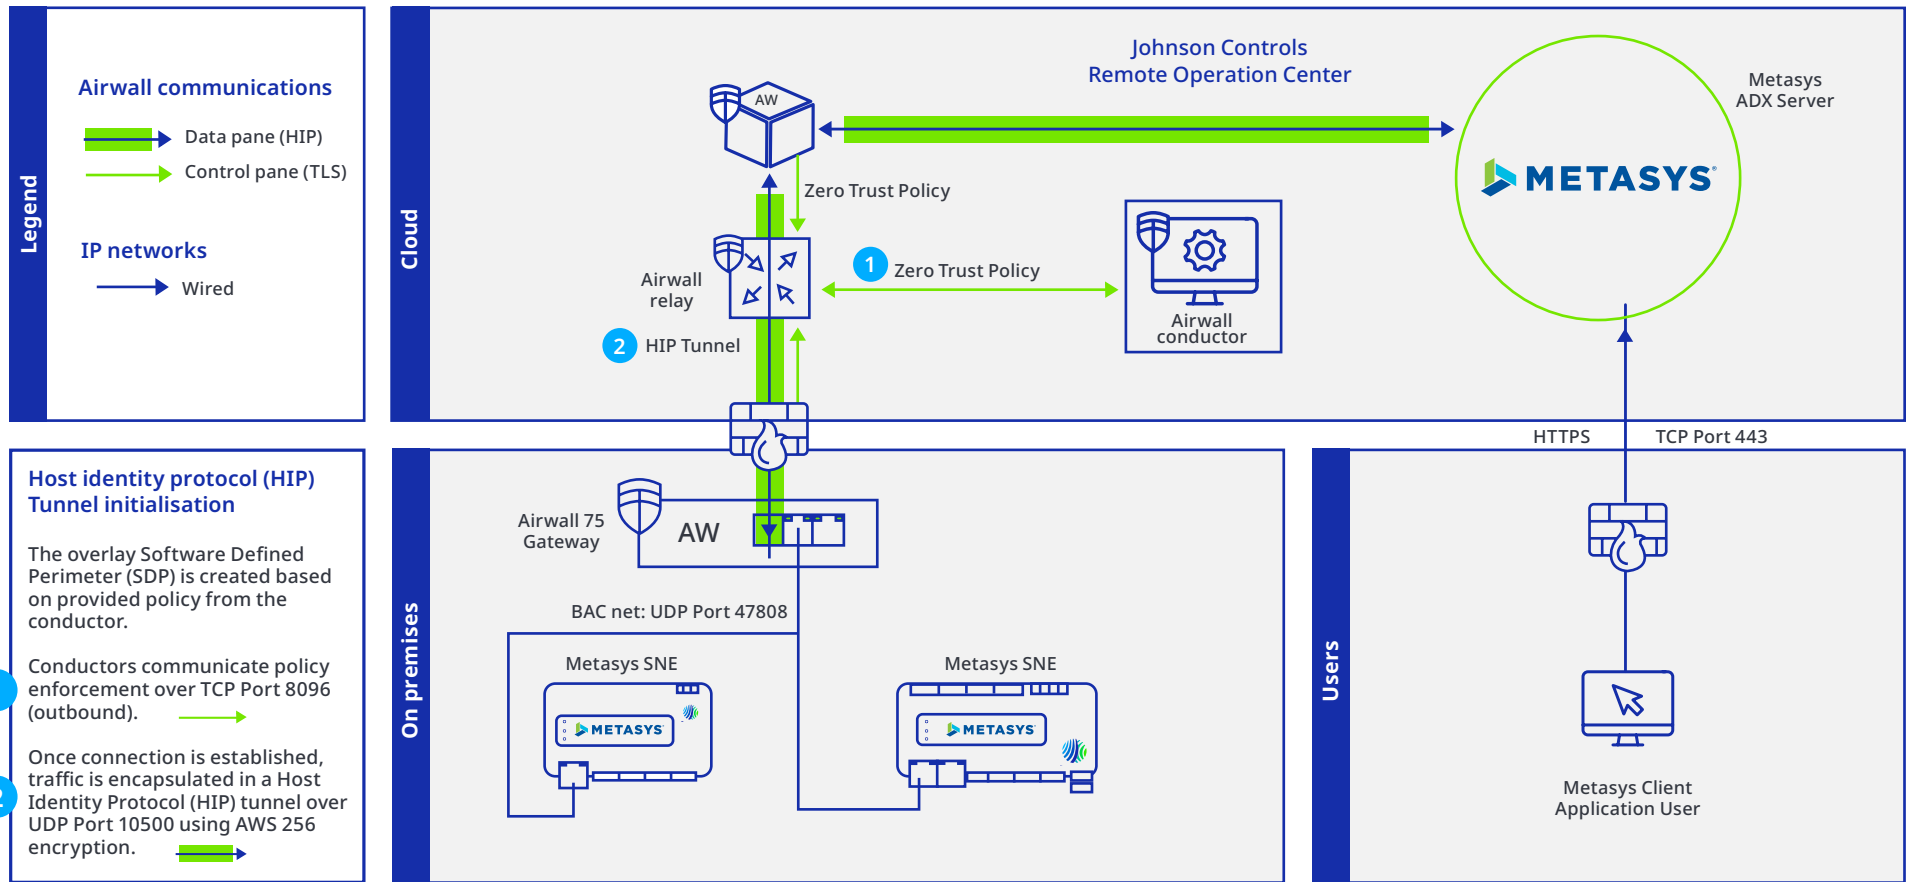 Legend
Airwall communications
Data pane (HIP)
Control pane (TLS)
IP networks
Wired
Cloud
Johnson Controls
Remote Operation Center
Metasys
ADX Server
METASYS®
AW
Zero Trust Policy
Airwall
relay
1
Zero Trust Policy
Airwall
conductor
2
HIP Tunnel
HTTPS
TCP Port 443
Host identity protocol (HIP)
Tunnel initialisation
The overlay Software Defined
Perimeter (SDP) is created based
on provided policy from the
conductor.
Conductors communicate policy
enforcement over TCP Port 8096
(outbound).
2
Once connection is established,
traffic is encapsulated in a Host
Identity Protocol (HIP) tunnel over
UDP Port 10500 using AWS 256
encryption.
On premises
Airwall 75
Gateway
AW
BAC net: UDP Port 47808
Metasys SNE
METASYS
Metasys SNE
METASYS
Users
Metasys Client
Application User